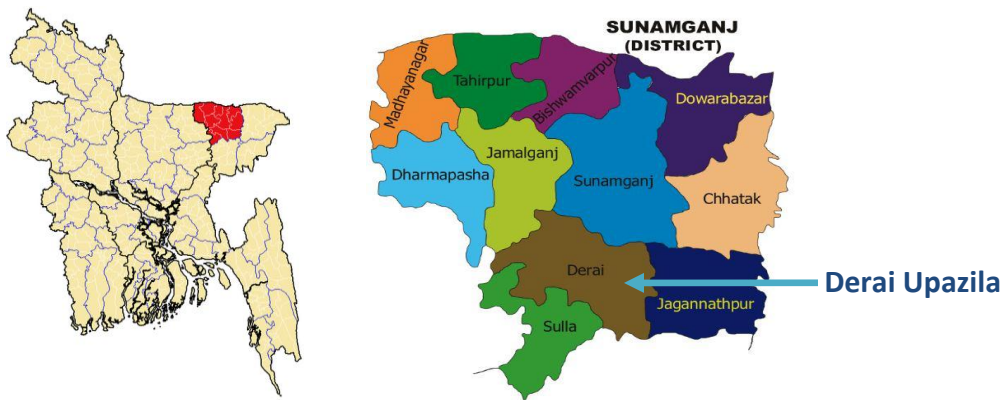 SUNAMGANJ
(DISTRICT)
Madhayanagar
Tahirpur
Bishwamvarpur
Dowarabazar
Jamalganj
Dharmapasha
Sunamganj
Chhatak
Derai
Derai Upazila
Jagannathpur
Sulla